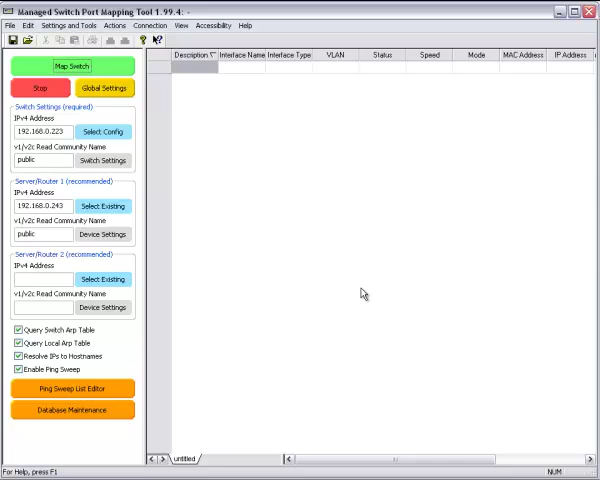 Managed Switch Port Mapping Tool 1.99.4: -
File Edit Settings and Tools Actions Connection View Accessibility Help
Map Switch
Stop Global Settings
Switch Settings (required)
IPv4 Address
192.168.0.223 Select Config
v1/v2c Read Community Name
public Switch Settings
Server/Router 1 (recommended)
IPv4 Address
192.168.0.243 Select Existing
v1/v2c Read Community Name
public Device Settings
Server/Router 2 (recommended)
IPv4 Address
Select Existing
v1/v2c Read Community Name
Device Settings
Query Switch Arp Table
Query Local Arp Table
Resolve IPs to Hostnames
Enable Ping Sweep
Ping Sweep List Editor
Database Maintenance
Description Interface Name Interface Type VLAN Status Speed Mode MAC Address IP Address
untitled
For Help, press F1 NUM